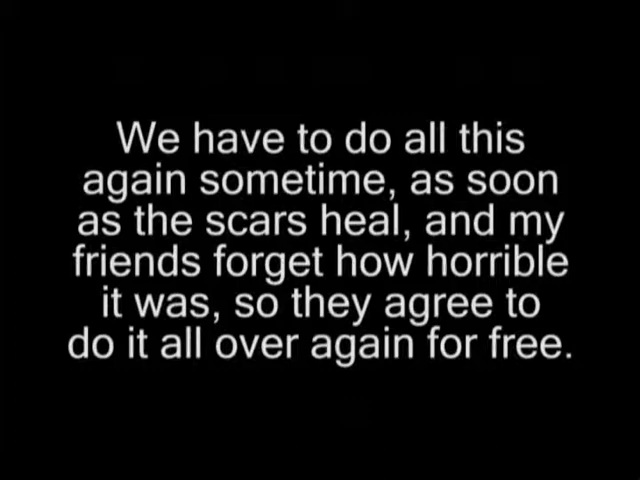 We have to do all this
again sometime, as soon
as the scars heal, and my
friends forget how horrible
it was, so they agree to
do it all over again for free.